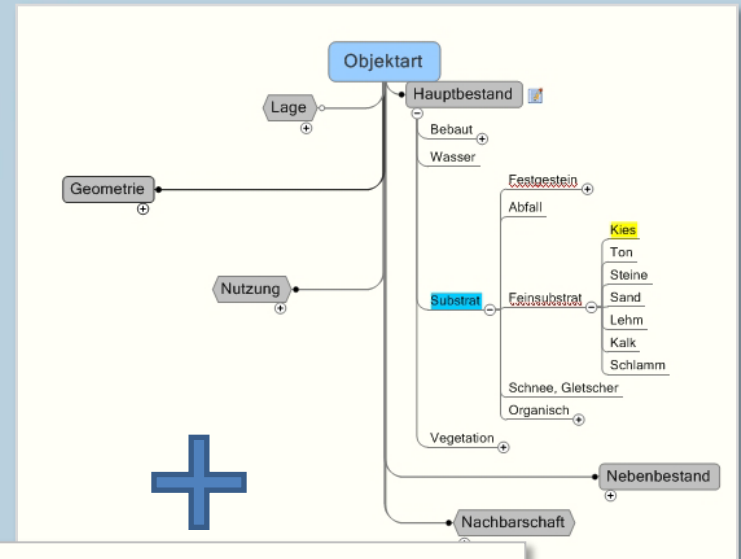 Objektart
Hauptbestand
Lage
Bebaut
Wasser
Geometrie
Festgestein
Abfall
Kies
Ton
Steine
Nutzung
Substrat
Feinsubstrat
Sand
Lehm
Kalk
Schlamm
Schnee, Gletscher
Organisch
Vegetation
Nebenbestand
Nachbarschaft